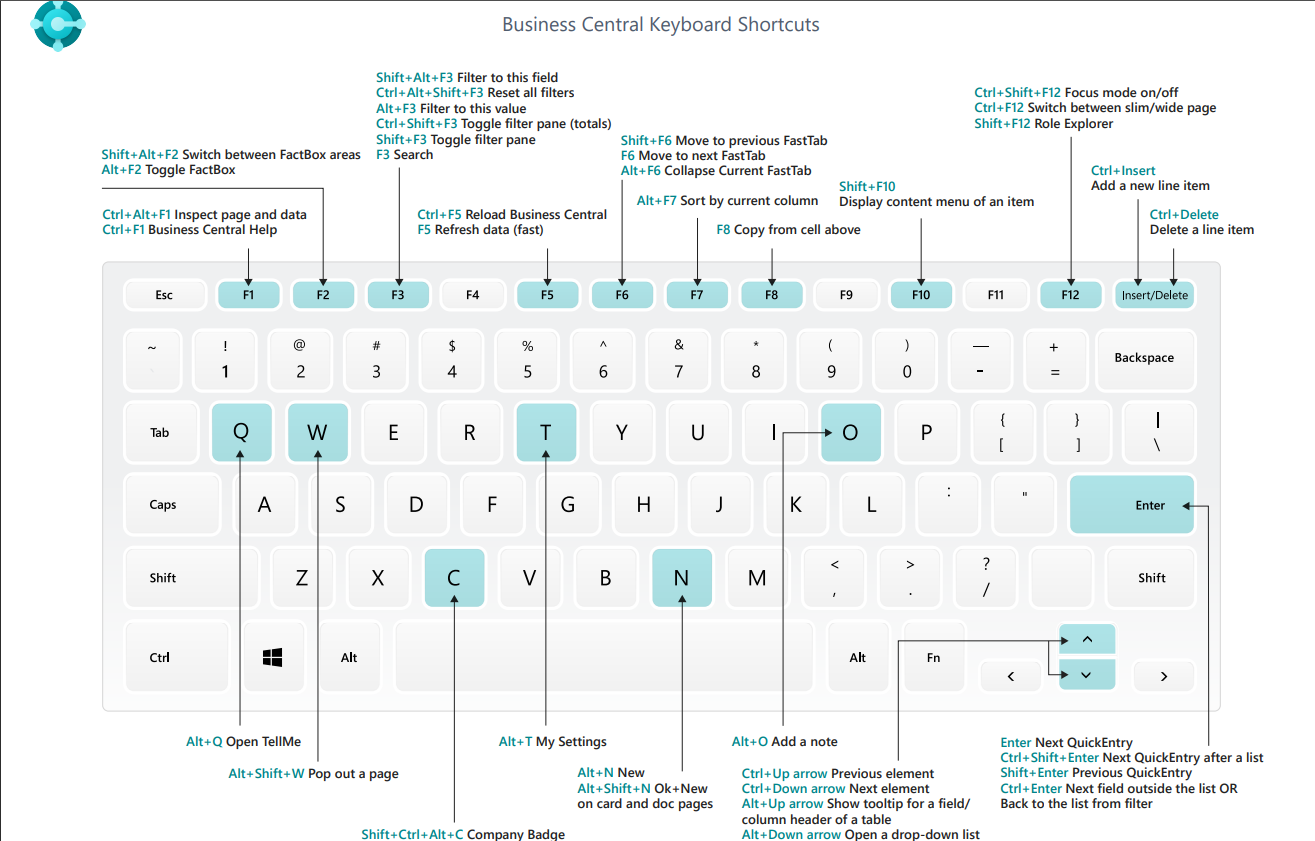 Business Central Keyboard Shortcuts
Shift+Alt+F3 Filter to this field
Ctrl+Alt+Shift+F3 Reset all filters
Alt+F3 Filter to this value
Ctrl+Shift+F3 Toggle filter pane (totals)
Shift+F3 Toggle filter pane
F3 Search
Ctrl+Shift+F12 Focus mode on/off
Ctrl+F12 Switch between slim/wide page
Shift+F12 Role Explorer
Shift+F6 Move to previous FastTab
F6 Move to next FastTab
Alt+F6 Collapse Current FastTab
Shift+Alt+F2 Switch between FactBox areas
Alt+F2 Toggle FactBox
Ctrl+Insert
Add a new line item
Shift+F10
Display content menu of an item
Alt+F7 Sort by current column
Ctrl+Alt+F1 Inspect page and data
Ctrl+F1 Business Central Help
Ctrl+F5 Reload Business Central
F5 Refresh data (fast)
F8 Copy from cell above
Ctrl+Delete
Delete a line item
Esc F1 F2 F3 F4 F5 F6 F7 F8 F9 F10 F11 F12 Insert/Delete
~ ! @ # $ % ^ & * ( ) — +
1 2 3 4 5 6 7 8 9 0 - = Backspace
Tab Q W E R T Y U I O P { [ } ] | \
Caps A S D F G H J K L : " Enter
Shift Z X C V B N M < , > . ? / Shift
Ctrl Alt Alt Fn < ^ ⌄ >
Alt+Q Open TellMe
Alt+T My Settings
Alt+O Add a note
Alt+Shift+W Pop out a page
Alt+N New
Alt+Shift+N Ok+New
on card and doc pages
Ctrl+Up arrow Previous element
Ctrl+Down arrow Next element
Alt+Up arrow Show tooltip for a field/
column header of a table
Alt+Down arrow Open a drop-down list
Enter Next QuickEntry
Ctrl+Shift+Enter Next QuickEntry after a list
Shift+Enter Previous QuickEntry
Ctrl+Enter Next field outside the list OR
Back to the list from filter
Shift+Ctrl+Alt+C Company Badge